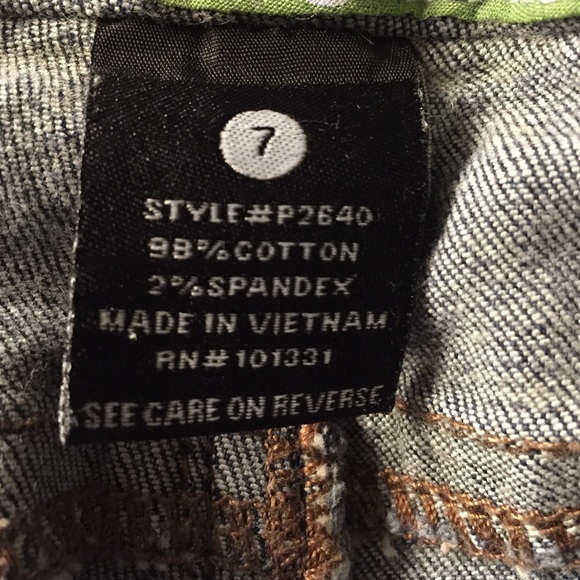 7
STYLE#P2640
98%COTTON
2%SPANDEX
MADE IN VIETNAM
RN#101331
SEE CARE ON REVERSE